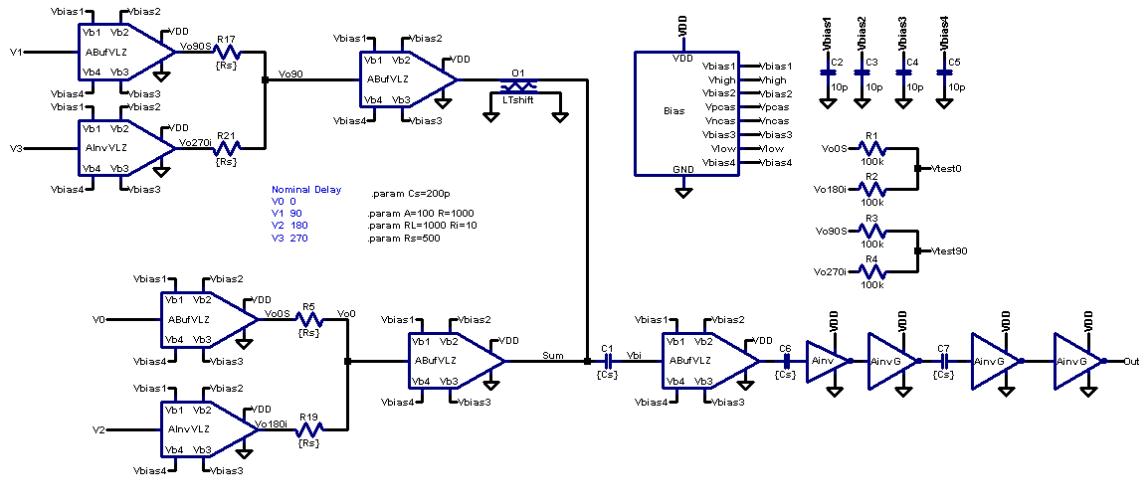 Vbias1 Vbias2
Vb1 Vb2
VDD
V1 ABufVLZ Vo90S R17
{Rs}
Vb4 Vb3
Vbias4 Vbias3
Vbias1 Vbias2
Vb1 Vb2
VDD
V3 AInvVLZ Vo270i R21
{Rs}
Vb4 Vb3
Vbias4 Vbias3
Vo90
Vbias1 Vbias2
Vb1 Vb2
VDD
ABufVLZ
Vb4 Vb3
Vbias4 Vbias3
O1
LTshift
VDD
VDD
Bias
GND
Vbias1 Vbias1
Vhigh Vhigh
Vbias2 Vbias2
Vpcas Vpcas
Vncas Vncas
Vbias3 Vbias3
Vlow Vlow
Vbias4 Vbias4
Vbias1 Vbias2 Vbias3 Vbias4
C2 C3 C4 C5
10p 10p 10p 10p
R1
Vo0S
100k
Vtest0
R2
Vo180i
100k
R3
Vo90S
100k
Vtest90
R4
Vo270i
100k
Nominal Delay
V0 0
V1 90
V2 180
V3 270
.param Cs=200p
.param A=100 R=1000
.param RL=1000 Ri=10
.param Rs=500
Vbias1 Vbias2
Vb1 Vb2
VDD
V0 ABufVLZ Vo0S R5 Vo0
{Rs}
Vb4 Vb3
Vbias4 Vbias3
Vbias1 Vbias2
Vb1 Vb2
VDD
V2 AInvVLZ Vo180i R19
{Rs}
Vb4 Vb3
Vbias4 Vbias3
Vbias1 Vbias2
Vb1 Vb2
VDD
ABufVLZ
Vb4 Vb3
Vbias4 Vbias3
Sum
C1
{Cs}
Vbi
Vbias1 Vbias2
Vb1 Vb2
VDD
ABufVLZ
Vb4 Vb3
Vbias4 Vbias3
C6
{Cs}
VDD
Ainv
VDD
AinvG
C7
{Cs}
VDD
AinvG
VDD
AinvG
Out